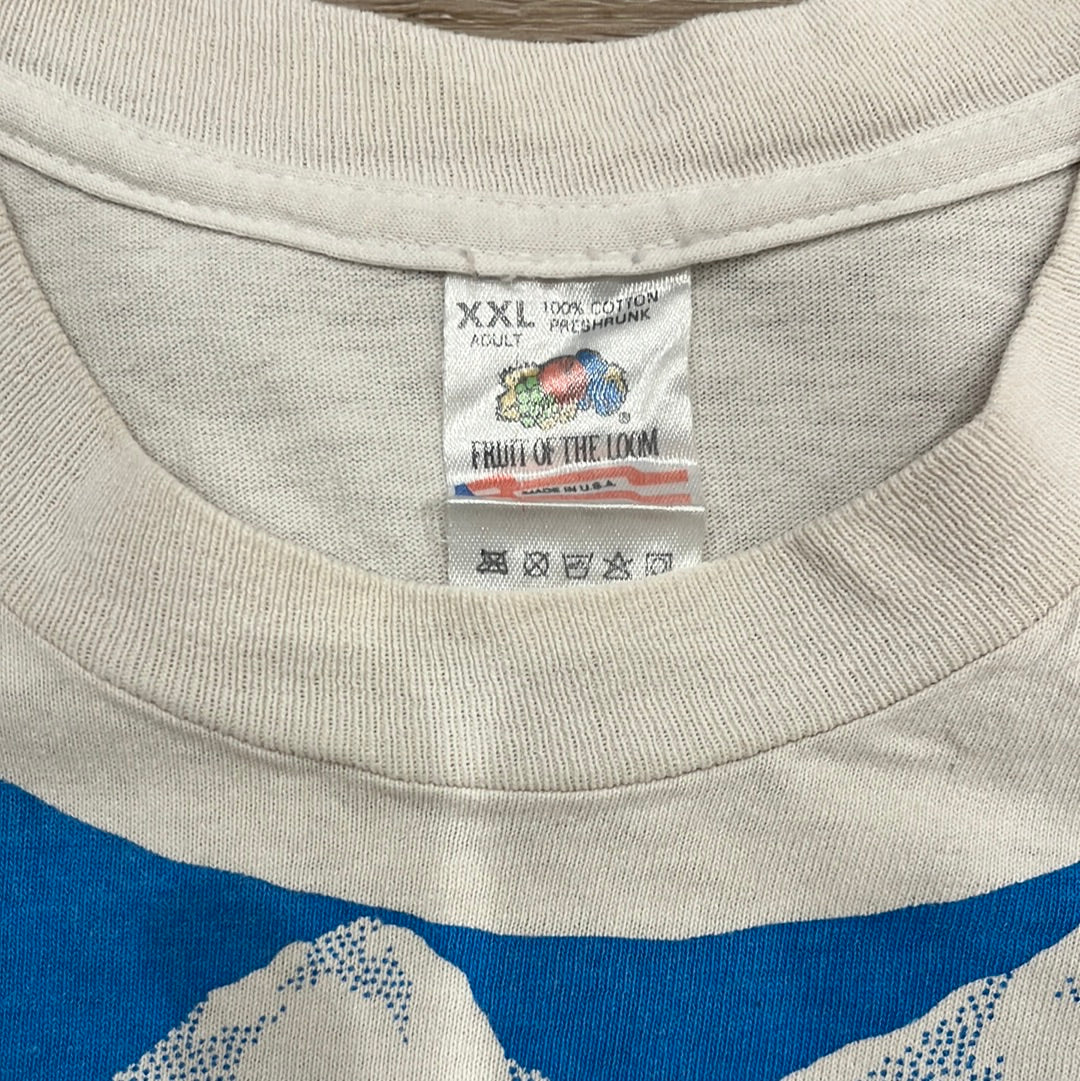 XXL 100% COTTON
ADULT PRESHRUNK
®
FRUIT OF THE LOOM
MADE IN U.S.A.